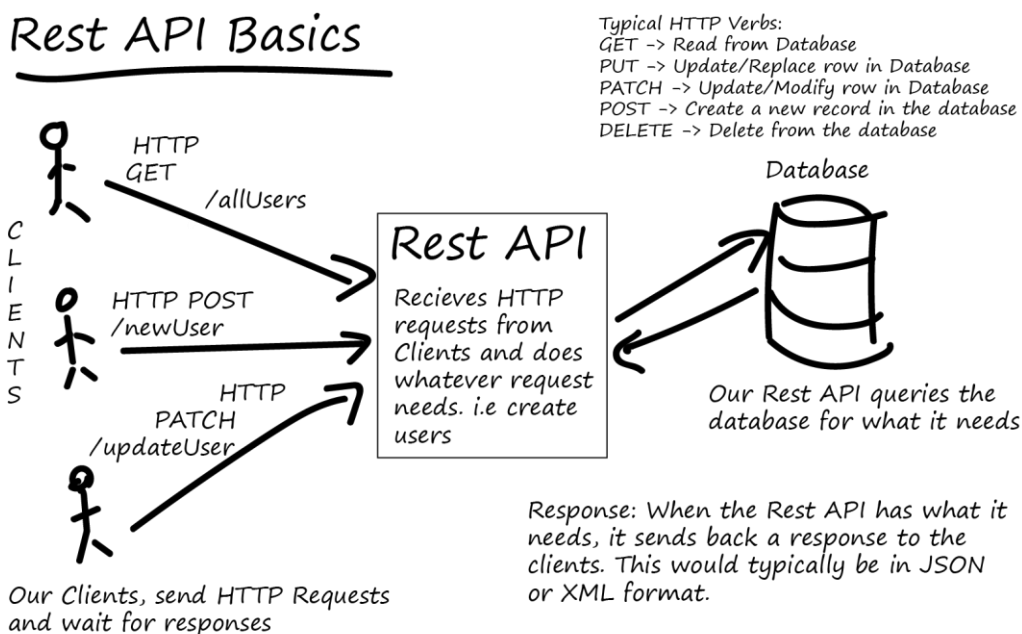 Rest API Basics
Typical HTTP Verbs:
GET -> Read from Database
PUT -> Update/Replace row in Database
PATCH -> Update/Modify row in Database
POST -> Create a new record in the database
DELETE -> Delete from the database
CLIENTS
HTTP
GET
/allUsers
HTTP POST
/newUser
HTTP
PATCH
/updateUser
Our Clients, send HTTP Requests
and wait for responses
Rest API
Recieves HTTP
requests from
Clients and does
whatever request
needs. i.e create
users
Database
Our Rest API queries the
database for what it needs
Response: When the Rest API has what it
needs, it sends back a response to the
clients. This would typically be in JSON
or XML format.